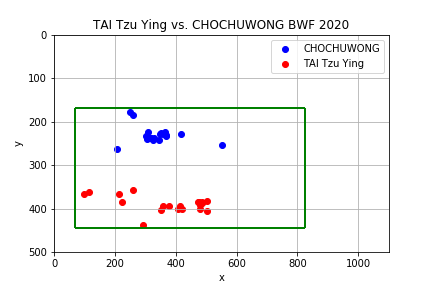 TAI Tzu Ying vs. CHOCHUWONG BWF 2020
CHOCHUWONG
TAI Tzu Ying
0
100
200
300
400
500
y
0 200 400 600 800 1000
x